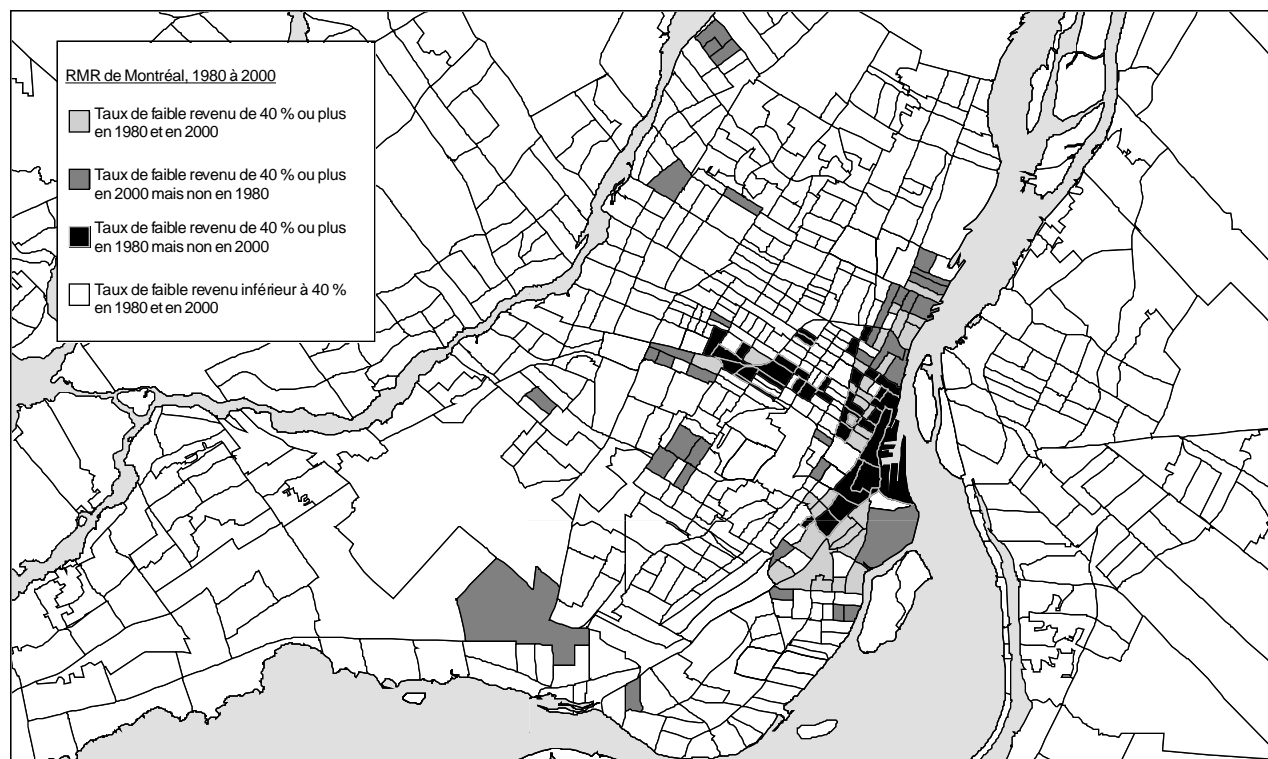 RMR de Montréal, 1980 à 2000
Taux de faible revenu de 40 % ou plus
en 1980 et en 2000
Taux de faible revenu de 40 % ou plus
en 2000 mais non en 1980
Taux de faible revenu de 40 % ou plus
en 1980 mais non en 2000
Taux de faible revenu inférieur à 40 %
en 1980 et en 2000